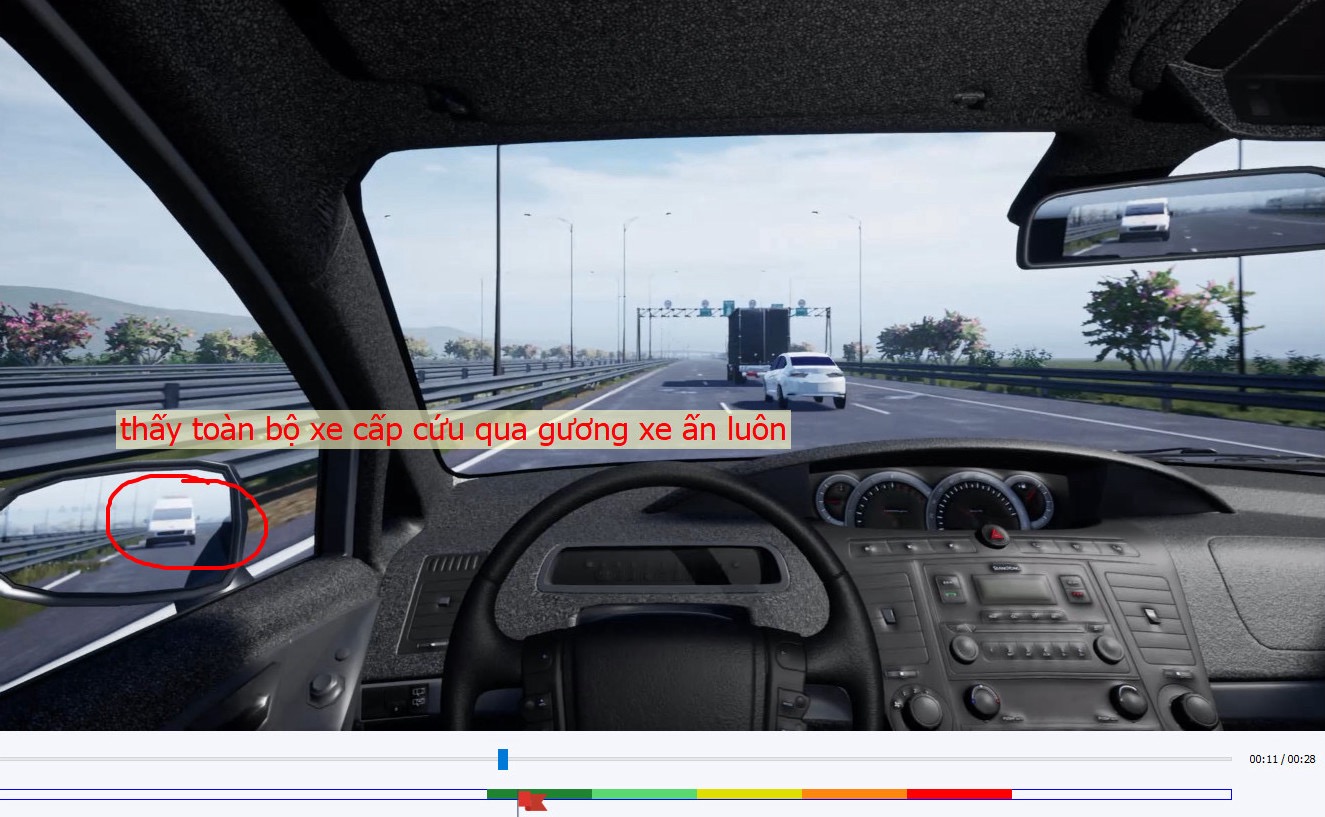 thấy toàn bộ xe cấp cứu qua gương xe ấn luôn
00:11 / 00:28